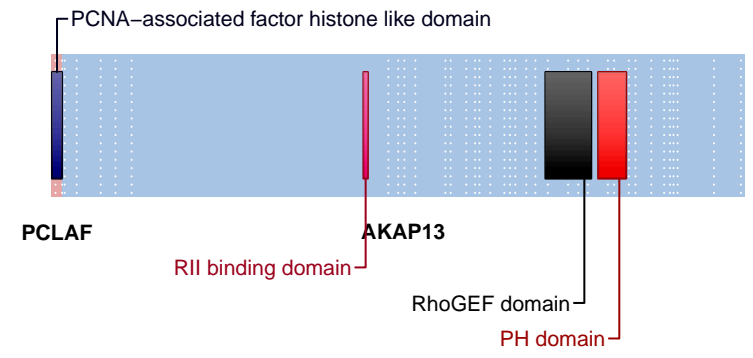 PCNA−associated factor histone like domain
PCLAF
AKAP13
RII binding domain
RhoGEF domain
PH domain